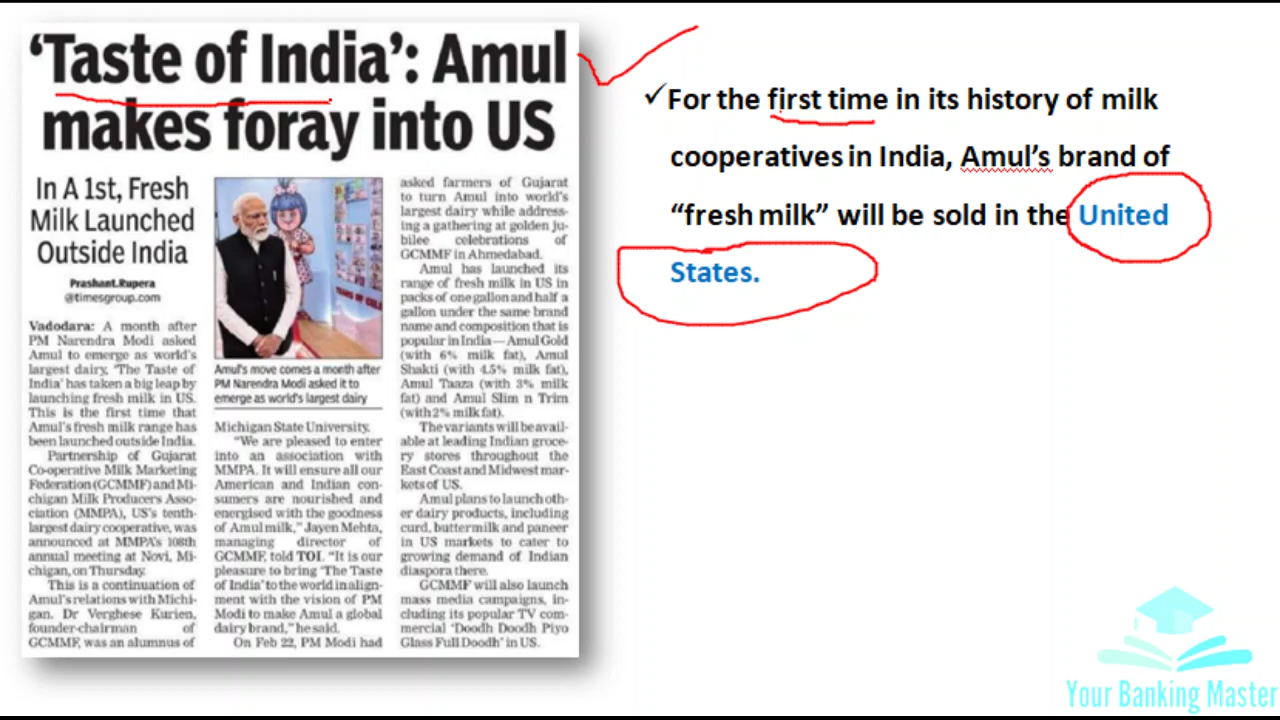 ‘Taste of India’: Amul
makes foray into US
In A 1st, Fresh
Milk Launched
Outside India
Prashant.Rupera
@timesgroup.com
Vadodara: A month after
PM Narendra Modi asked
Amul to emerge as world's
largest dairy, ‘The Taste of
India’ has taken a big leap by
launching fresh milk in US.
This is the first time that
Amul's fresh milk range has
been launched outside India.
Partnership of Gujarat
Co-operative Milk Marketing
Federation (GCMMF) and Mi-
chigan Milk Producers Asso-
ciation (MMPA), US's tenth-
largest dairy cooperative, was
announced at MMPA's 108th
annual meeting at Novi, Mi-
chigan, on Thursday.
This is a continuation of
Amul's relations with Michi-
gan. Dr Verghese Kurien,
founder-chairman of
GCMMF, was an alumnus of
Amul's move comes a month after
PM Narendra Modi asked it to
emerge as world's largest dairy
Michigan State University.
“We are pleased to enter
into an association with
MMPA. It will ensure all our
American and Indian con-
sumers are nourished and
energised with the goodness
of Amul milk,” Jayen Mehta,
managing director of
GCMMF, told TOI. “It is our
pleasure to bring ‘The Taste
of India’ to the world in align-
ment with the vision of PM
Modi to make Amul a global
dairy brand,” he said.
On Feb 22, PM Modi had
asked farmers of Gujarat
to turn Amul into world's
largest dairy while address-
ing a gathering at golden ju-
bilee celebrations of
GCMMF in Ahmedabad.
Amul has launched its
range of fresh milk in US in
packs of one gallon and half a
gallon under the same brand
name and composition that is
popular in India — Amul Gold
(with 6% milk fat), Amul
Shakti (with 4.5% milk fat),
Amul Taaza (with 3% milk
fat) and Amul Slim n Trim
(with 2% milk fat).
The variants will be avail-
able at leading Indian groce-
ry stores throughout the
East Coast and Midwest mar-
kets of US.
Amul plans to launch oth-
er dairy products, including
curd, buttermilk and paneer
in US markets to cater to
growing demand of Indian
diaspora there.
GCMMF will also launch
mass media campaigns, in-
cluding its popular TV com-
mercial ‘Doodh Doodh Piyo
Glass Full Doodh’ in US.
✓For the first time in its history of milk
cooperatives in India, Amul’s brand of
“fresh milk” will be sold in the United
States.
Your Banking Master